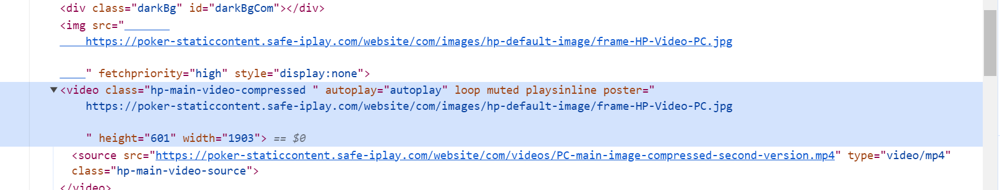 <div class="darkBg" id="darkBgCom"></div>
<img src="
https://poker-staticcontent.safe-iplay.com/website/com/images/hp-default-image/frame-HP-Video-PC.jpg
" fetchpriority="high" style="display:none">
<video class="hp-main-video-compressed " autoplay="autoplay" loop muted playsinline poster="
https://poker-staticcontent.safe-iplay.com/website/com/images/hp-default-image/frame-HP-Video-PC.jpg
" height="601" width="1903"> == $0
<source src="https://poker-staticcontent.safe-iplay.com/website/com/videos/PC-main-image-compressed-second-version.mp4" type="video/mp4"
class="hp-main-video-source">
</video>